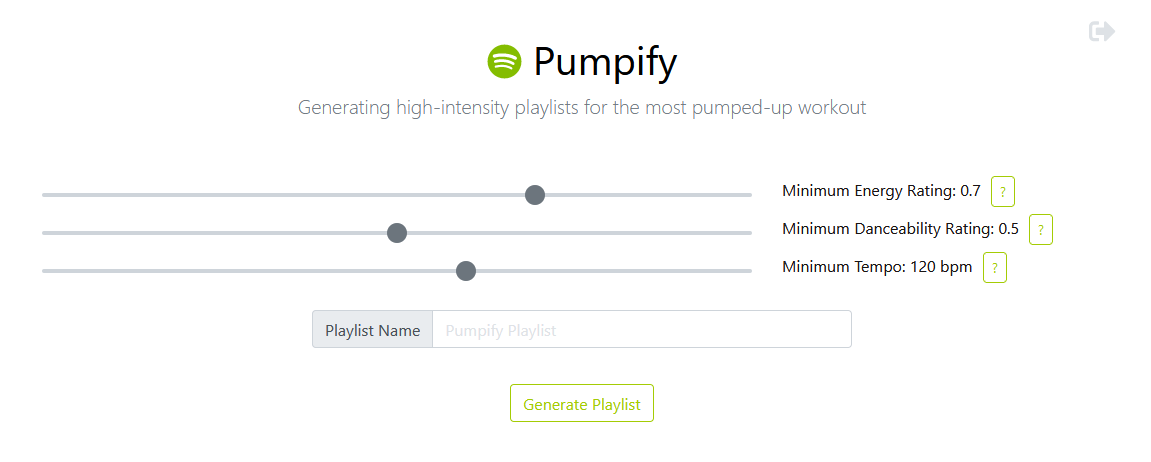 Pumpify
Generating high-intensity playlists for the most pumped-up workout
Minimum Energy Rating: 0.7 ?
Minimum Danceability Rating: 0.5 ?
Minimum Tempo: 120 bpm ?
Playlist Name Pumpify Playlist
Generate Playlist